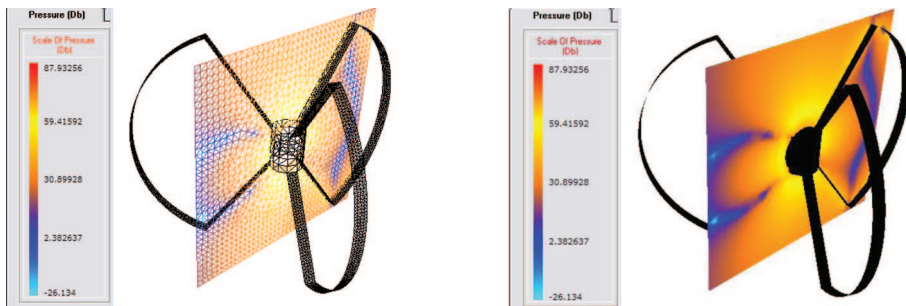 Pressure (Db)
Scale Of Pressure
(Db)
87.93256
59.41592
30.89928
2.382637
-26.134
Pressure (Db)
Scale Of Pressure
(Db)
87.93256
59.41592
30.89928
2.382637
-26.134